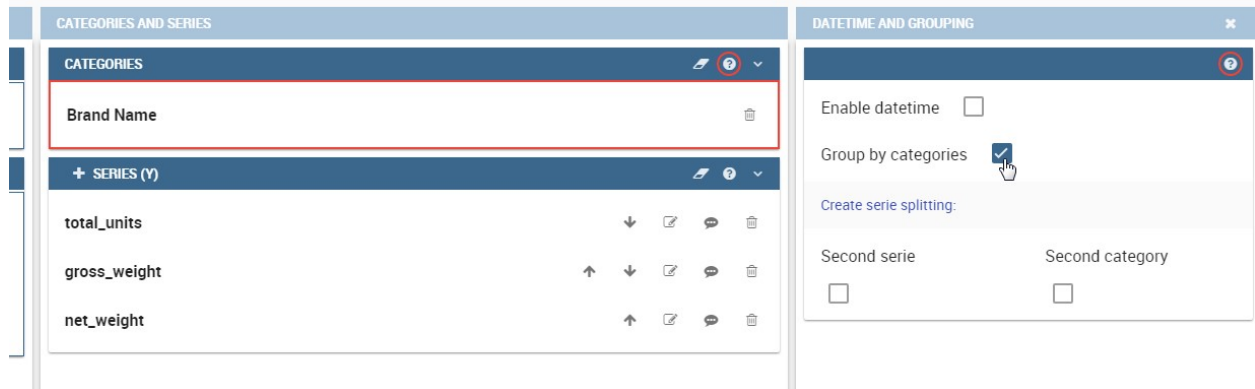 CATEGORIES AND SERIES
CATEGORIES
Brand Name
+ SERIES (Y)
total_units
gross_weight
net_weight
DATETIME AND GROUPING
Enable datetime
Group by categories
Create serie splitting:
Second serie Second category